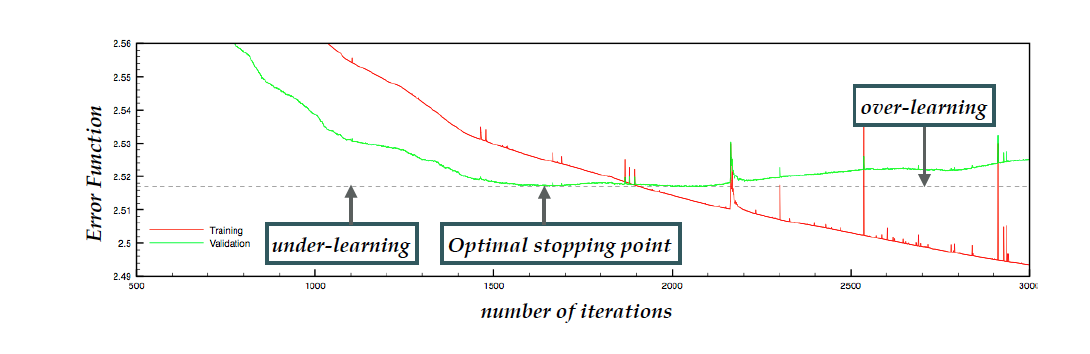 2.56
2.55
2.54
2.53
2.52
2.51
2.5
2.49
Error Function
over-learning
Training
Validation
under-learning
Optimal stopping point
500
1000
1500
2000
2500
3000
number of iterations